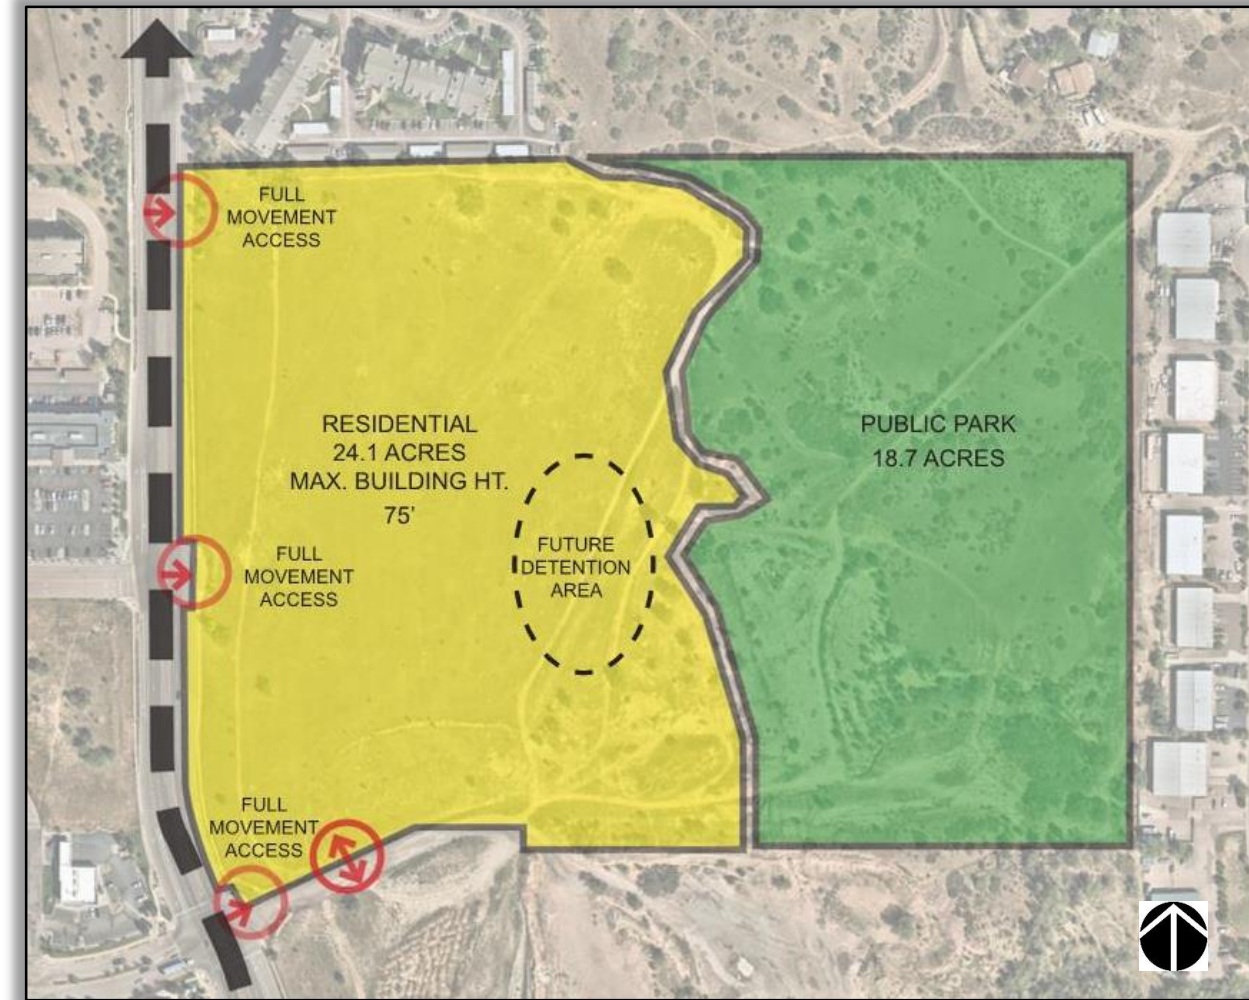 FULL
MOVEMENT
ACCESS
RESIDENTIAL
24.1 ACRES
MAX. BUILDING HT.
75'
PUBLIC PARK
18.7 ACRES
FUTURE
DETENTION
AREA
FULL
MOVEMENT
ACCESS
FULL
MOVEMENT
ACCESS